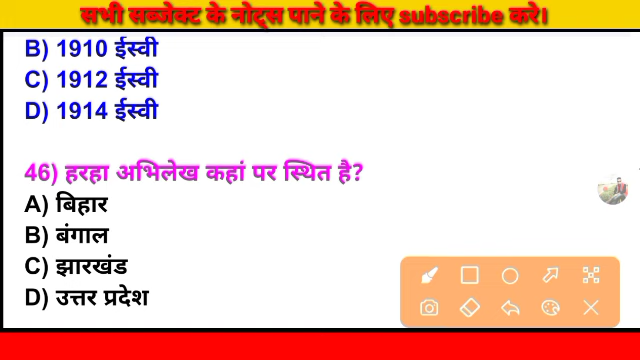 सभी सब्जेक्ट के नोट्स पाने के लिए subscribe करे।
B) 1910 ईस्वी
C) 1912 ईस्वी
D) 1914 ईस्वी
46) हरहा अभिलेख कहां पर स्थित है?
A) बिहार
B) बंगाल
C) झारखंड
D) उत्तर प्रदेश